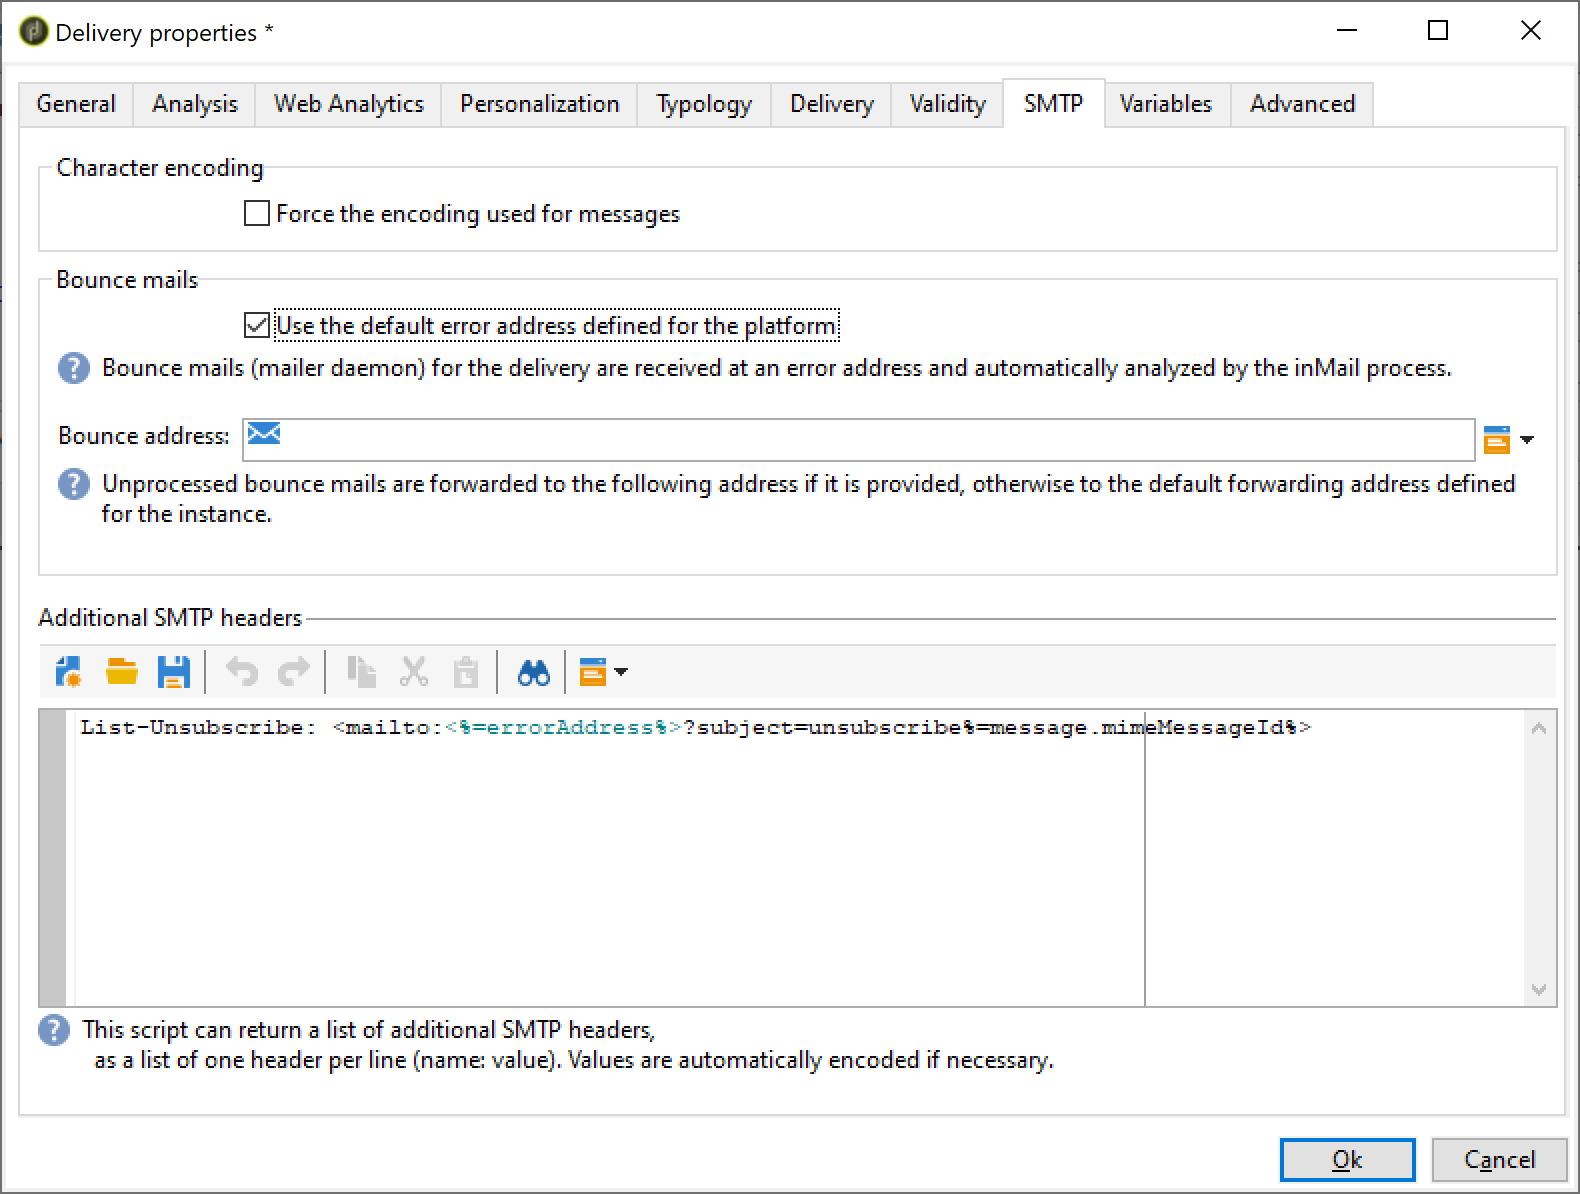 Delivery properties *
General Analysis Web Analytics Personalization Typology Delivery Validity SMTP Variables Advanced
Character encoding
Force the encoding used for messages
Bounce mails
Use the default error address defined for the platform
Bounce mails (mailer daemon) for the delivery are received at an error address and automatically analyzed by the inMail process.
Bounce address:
Unprocessed bounce mails are forwarded to the following address if it is provided, otherwise to the default forwarding address defined
for the instance.
Additional SMTP headers
List-Unsubscribe: <mailto:<%=errorAddress%>?subject=unsubscribe%=message.mimeMessageId%>
This script can return a list of additional SMTP headers,
as a list of one header per line (name: value). Values are automatically encoded if necessary.
Ok Cancel